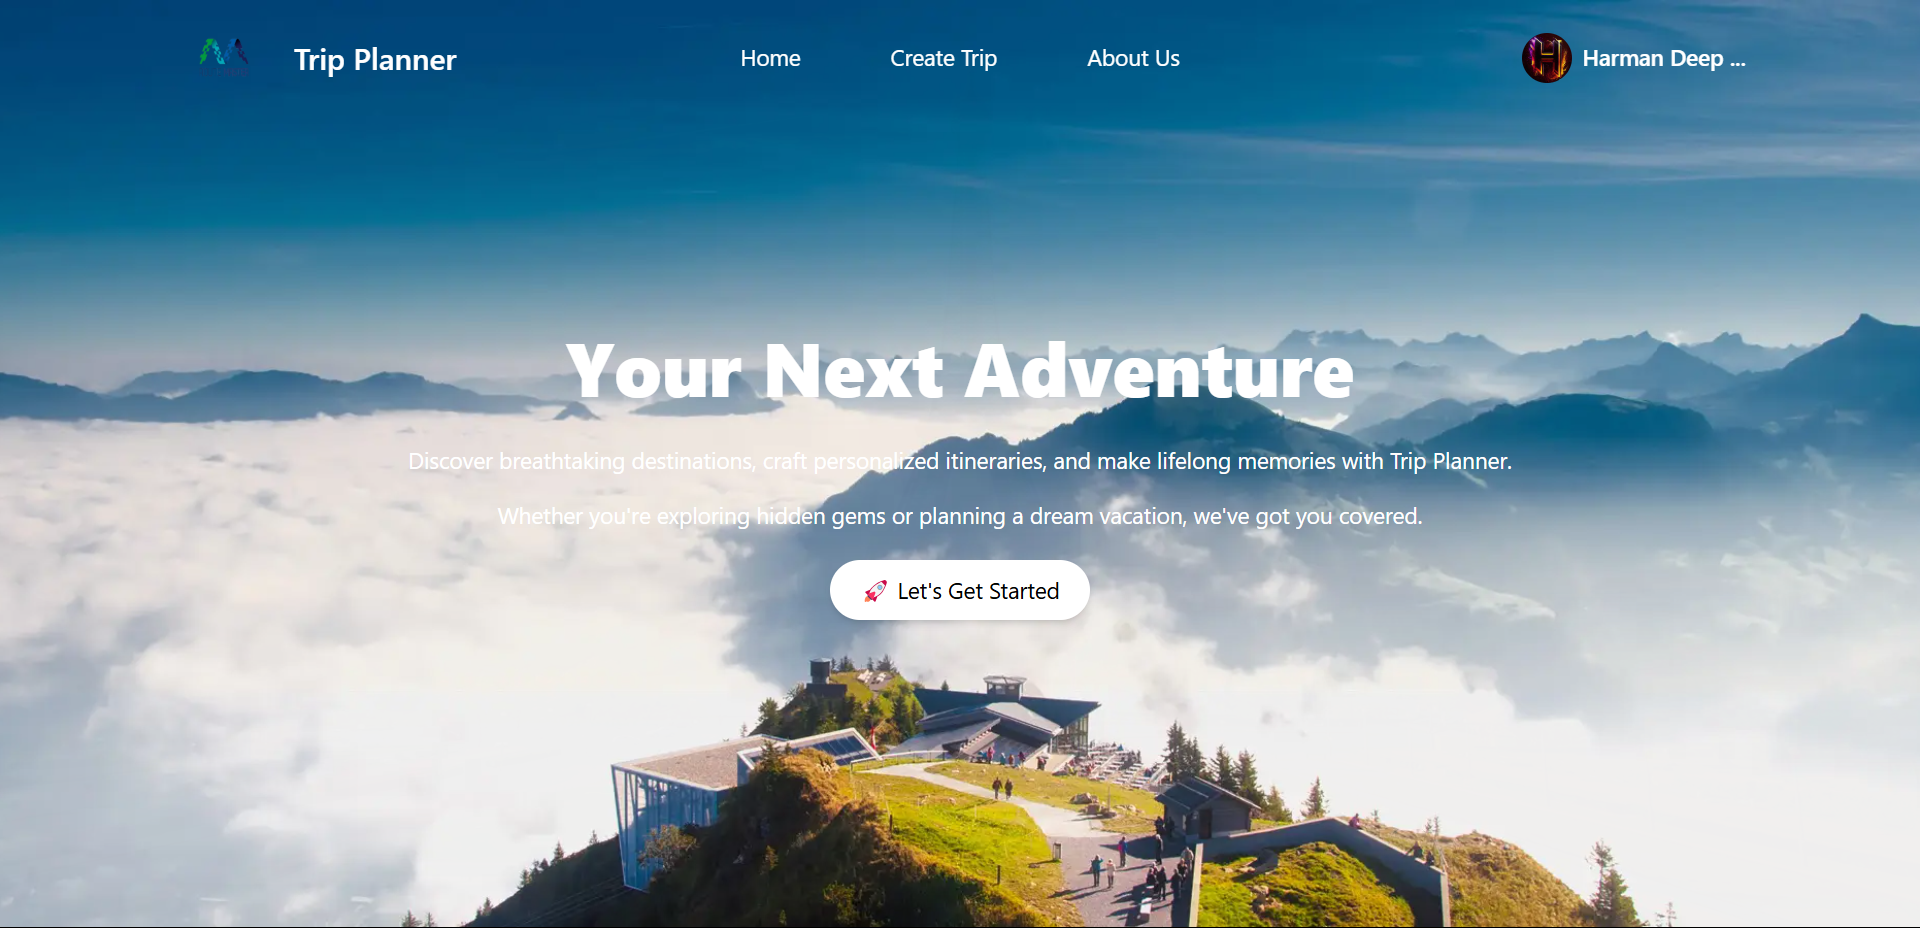 Trip Planner
Home
Create Trip
About Us
H
Harman Deep ...
Your Next Adventure
Discover breathtaking destinations, craft personalized itineraries, and make lifelong memories with Trip Planner.
Whether you're exploring hidden gems or planning a dream vacation, we've got you covered.
🚀 Let's Get Started